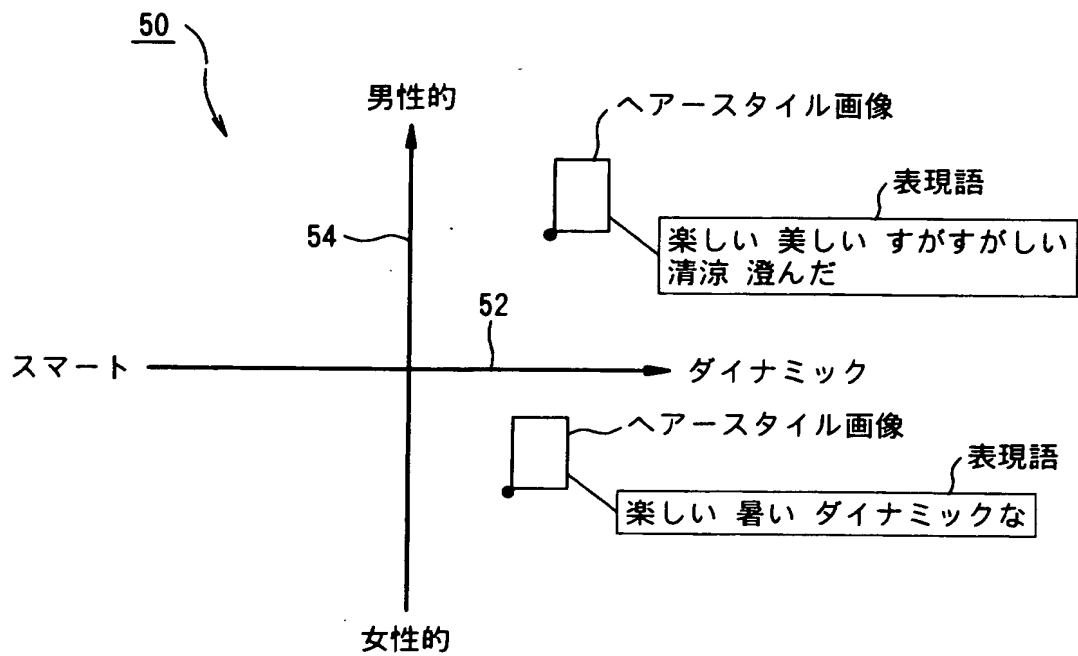 50
男性的
ヘアースタイル画像
表現語
54
楽しい 美しい すがすがしい
清涼 澄んだ
52
スマート
ダイナミック
ヘアースタイル画像
表現語
楽しい 暑い ダイナミックな
女性的